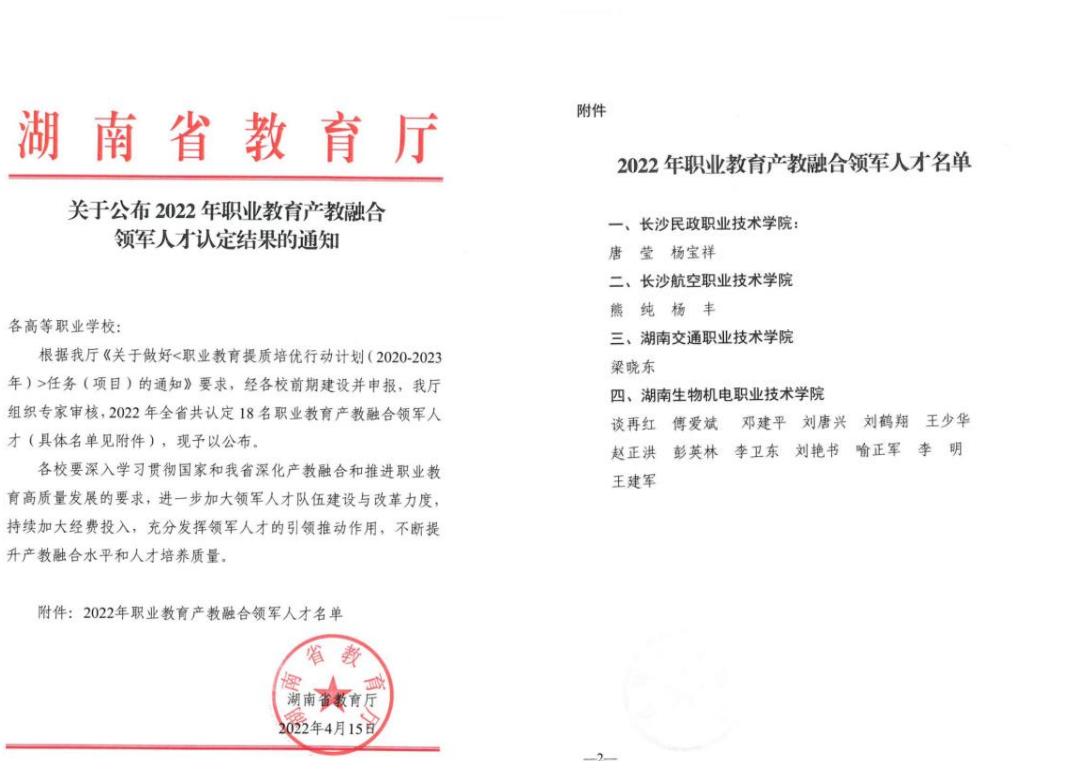 湖南省教育厅
关于公布 2022 年职业教育产教融合
领军人才认定结果的通知
各高等职业学校：
根据我厅《关于做好<职业教育提质培优行动计划（2020-2023
年）>任务（项目）的通知》要求，经各校前期建设并申报，我厅
组织专家审核，2022 年全省共认定 18 名职业教育产教融合领军人
才（具体名单见附件），现予以公布。
各校要深入学习贯彻国家和我省深化产教融合和推进职业教
育高质量发展的要求，进一步加大领军人才队伍建设与改革力度，
持续加大经费投入，充分发挥领军人才的引领推动作用，不断提
升产教融合水平和人才培养质量。
附件：2022年职业教育产教融合领军人才名单
湖南省教育厅
湖南省教育厅
2022年4月15日
附件
2022 年职业教育产教融合领军人才名单
一、长沙民政职业技术学院：
唐 莹 杨宝祥
二、长沙航空职业技术学院
熊 纯 杨 丰
三、湖南交通职业技术学院
梁晓东
四、湖南生物机电职业技术学院
谈再红 傅爱斌 邓建平 刘唐兴 刘鹤翔 王少华
赵正洪 彭英林 李卫东 刘艳书 喻正军 李 明
王建军
—2—